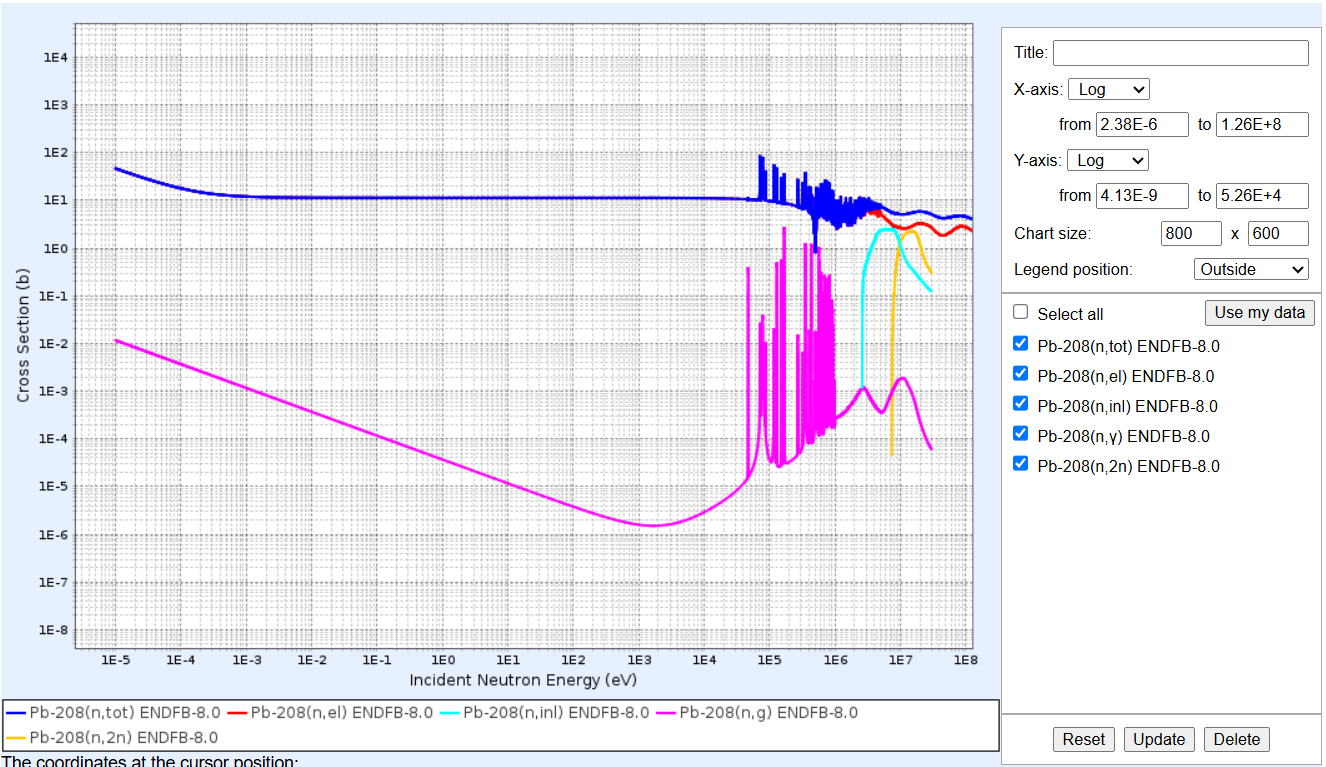 1E4
1E3
1E2
1E1
1E0
1E-1
1E-2
1E-3
1E-4
1E-5
1E-6
1E-7
1E-8
Cross Section (b)
1E-5 1E-4 1E-3 1E-2 1E-1 1E0 1E1 1E2 1E3 1E4 1E5 1E6 1E7 1E8
Incident Neutron Energy (eV)
Pb-208(n,tot) ENDFB-8.0 Pb-208(n,el) ENDFB-8.0 Pb-208(n,inl) ENDFB-8.0 Pb-208(n,g) ENDFB-8.0
Pb-208(n,2n) ENDFB-8.0
The coordinates at the cursor position:
Title:
X-axis: Log
from 2.38E-6 to 1.26E+8
Y-axis: Log
from 4.13E-9 to 5.26E+4
Chart size: 800 x 600
Legend position: Outside
Select all Use my data
Pb-208(n,tot) ENDFB-8.0
Pb-208(n,el) ENDFB-8.0
Pb-208(n,inl) ENDFB-8.0
Pb-208(n,γ) ENDFB-8.0
Pb-208(n,2n) ENDFB-8.0
Reset Update Delete